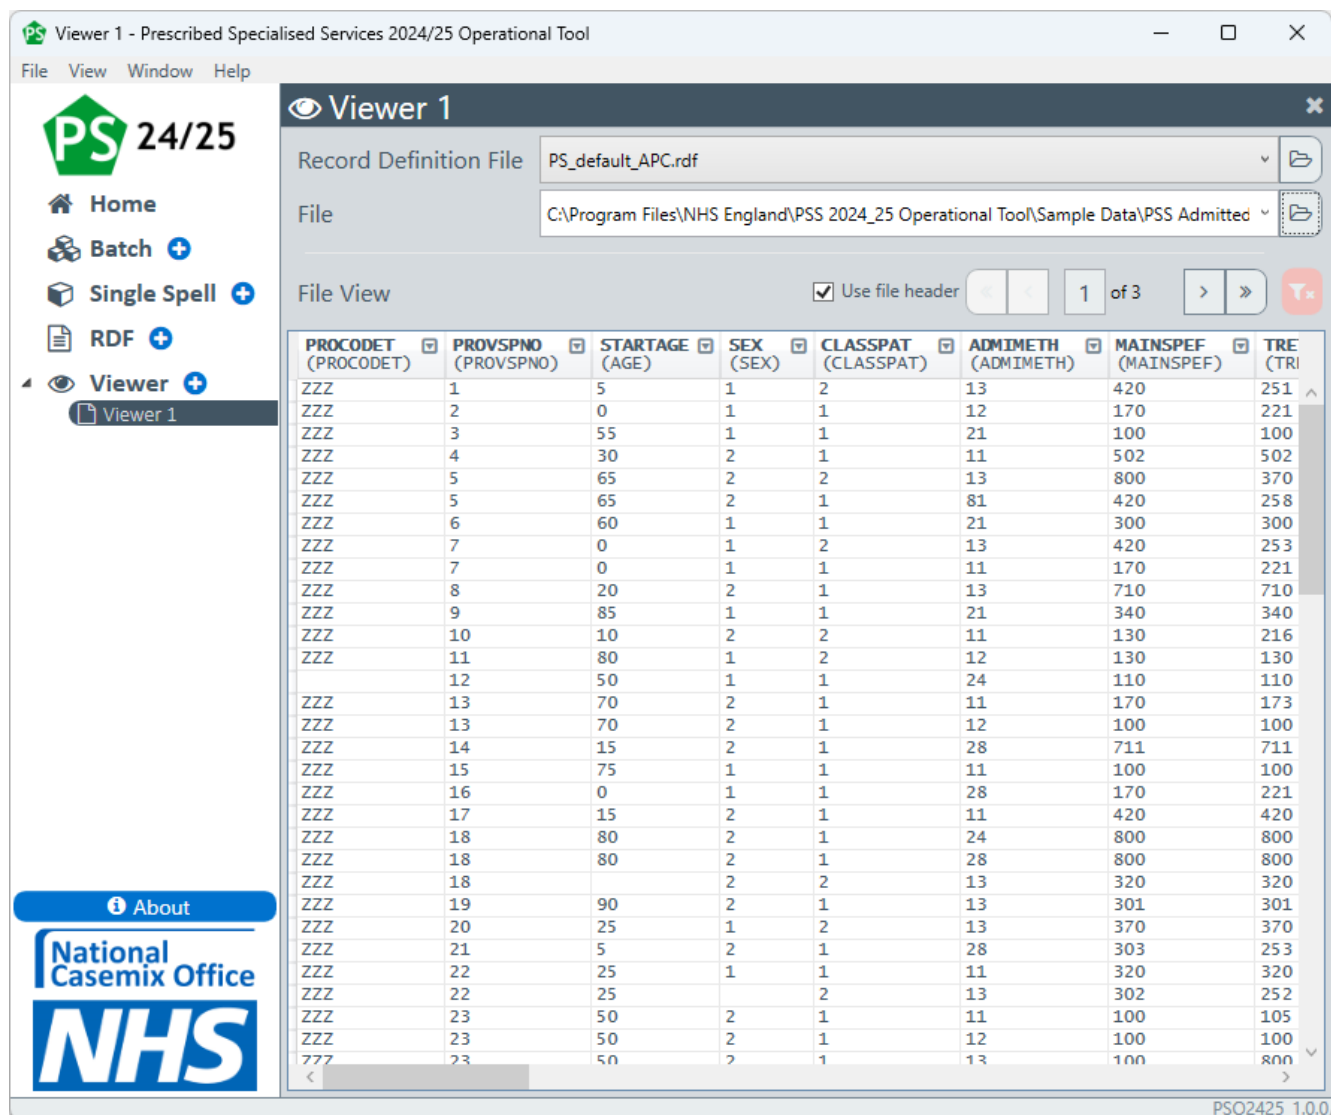 Viewer 1 - Prescribed Specialised Services 2024/25 Operational Tool
File View Window Help
PS 24/25
Home
Batch
Single Spell
RDF
Viewer
Viewer 1
About
National
Casemix Office
NHS
Viewer 1
Record Definition File PS_default_APC.rdf
File C:\Program Files\NHS England\PSS 2024_25 Operational Tool\Sample Data\PSS Admitted
File View Use file header 1 of 3
PROCODET PROVSPNO STARTAGE SEX CLASSPAT ADMIMETH MAINSPEF TRE
(PROCODET) (PROVSPNO) (AGE) (SEX) (CLASSPAT) (ADMIMETH) (MAINSPEF)
ZZZ 1 5 1 2 13 420 251
ZZZ 2 0 1 1 12 170 221
ZZZ 3 55 1 1 21 100 100
ZZZ 4 30 2 1 11 502 502
ZZZ 5 65 2 2 13 800 370
ZZZ 5 65 2 1 81 420 258
ZZZ 6 60 1 1 21 300 300
ZZZ 7 0 1 2 13 420 253
ZZZ 7 0 1 1 11 170 221
ZZZ 8 20 2 1 13 710 710
ZZZ 9 85 1 1 21 340 340
ZZZ 10 10 2 2 11 130 216
ZZZ 11 80 1 2 12 130 130
12 50 1 1 24 110 110
ZZZ 13 70 2 1 11 170 173
ZZZ 13 70 2 1 12 100 100
ZZZ 14 15 2 1 28 711 711
ZZZ 15 75 1 1 11 100 100
ZZZ 16 0 1 1 28 170 221
ZZZ 17 15 2 1 11 420 420
ZZZ 18 80 2 1 24 800 800
ZZZ 18 80 2 1 28 800 800
ZZZ 18 2 2 13 320 320
ZZZ 19 90 2 1 13 301 301
ZZZ 20 25 1 2 13 370 370
ZZZ 21 5 2 1 28 303 253
ZZZ 22 25 1 1 11 320 320
ZZZ 22 25 2 13 302 252
ZZZ 23 50 2 1 11 100 105
ZZZ 23 50 2 1 12 100 100
ZZZ 23 50 2 1 13 100 800
PSO2425 1.0.0